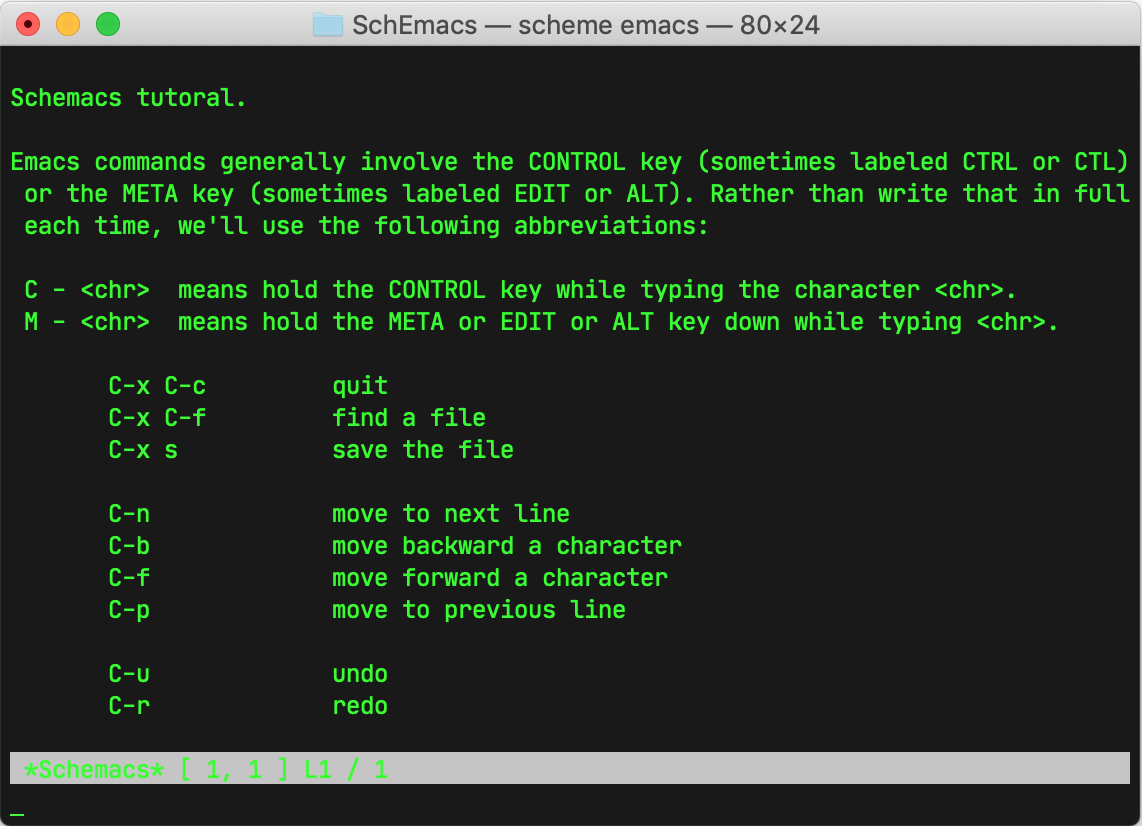 SchEmacs — scheme emacs — 80×24
Schemacs tutoral.
Emacs commands generally involve the CONTROL key (sometimes labeled CTRL or CTL)
or the META key (sometimes labeled EDIT or ALT). Rather than write that in full
each time, we'll use the following abbreviations:
C - <chr>  means hold the CONTROL key while typing the character <chr>.
M - <chr>  means hold the META or EDIT or ALT key down while typing <chr>.
C-x C-c         quit
C-x C-f         find a file
C-x s           save the file
C-n             move to next line
C-b             move backward a character
C-f             move forward a character
C-p             move to previous line
C-u             undo
C-r             redo
*Schemacs* [ 1, 1 ] L1 / 1
_